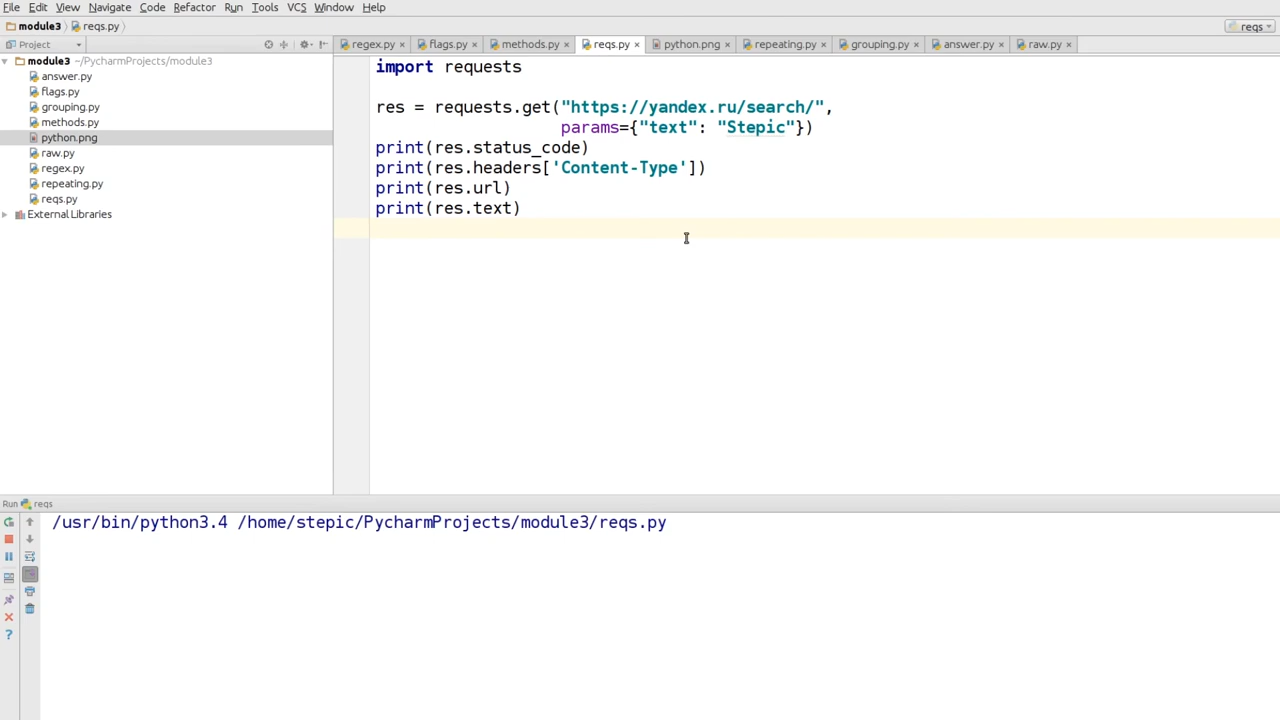 File Edit View Navigate Code Refactor Run Tools VCS Window Help
module3 reqs.py reqs
Project regex.py flags.py methods.py reqs.py python.png repeating.py grouping.py answer.py raw.py
module3 ~/PycharmProjects/module3
answer.py
flags.py
grouping.py
methods.py
python.png
raw.py
regex.py
repeating.py
reqs.py
External Libraries
import requests
res = requests.get("https://yandex.ru/search/",
params={"text": "Stepic"})
print(res.status_code)
print(res.headers['Content-Type'])
print(res.url)
print(res.text)
Run reqs
/usr/bin/python3.4 /home/stepic/PycharmProjects/module3/reqs.py